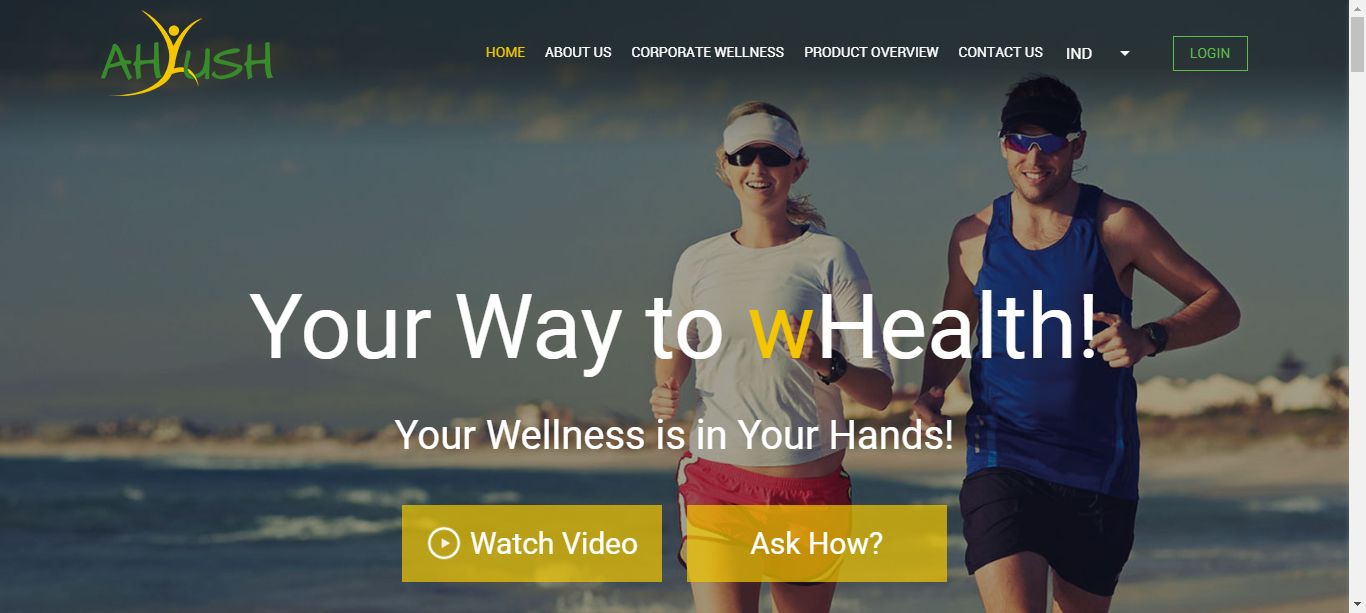 AHYUSH
HOME ABOUT US CORPORATE WELLNESS PRODUCT OVERVIEW CONTACT US IND LOGIN
Your Way to wHealth!
Your Wellness is in Your Hands!
Watch Video Ask How?